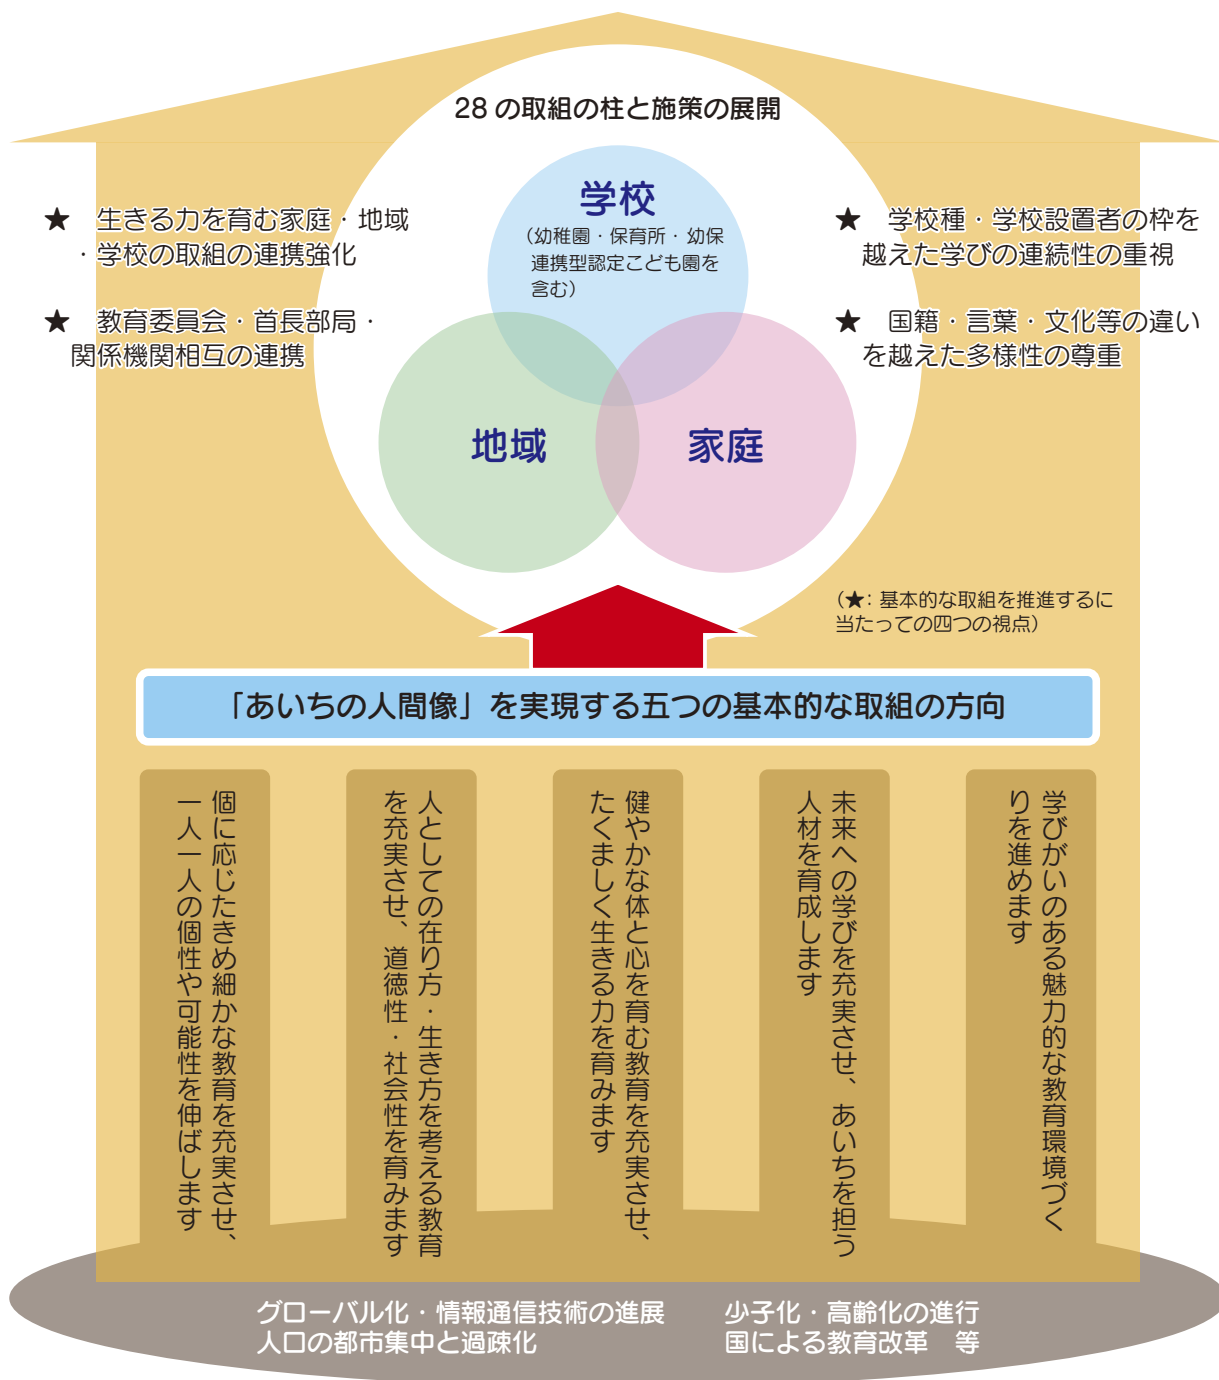 28 の取組の柱と施策の展開
学校
（幼稚園・保育所・幼保
連携型認定こども園を
含む）
地域
家庭
★　生きる力を育む家庭・地域
・学校の取組の連携強化
★　教育委員会・首長部局・
関係機関相互の連携
★　学校種・学校設置者の枠を
越えた学びの連続性の重視
★　国籍・言葉・文化等の違い
を越えた多様性の尊重
（★：基本的な取組を推進するに
当たっての四つの視点）
「あいちの人間像」を実現する五つの基本的な取組の方向
個に応じたきめ細かな教育を充実させ、
一人一人の個性や可能性を伸ばします
人としての在り方・生き方を考える教育
を充実させ、道徳性・社会性を育みます
健やかな体と心を育む教育を充実させ、
たくましく生きる力を育みます
未来への学びを充実させ、あいちを担う
人材を育成します
学びがいのある魅力的な教育環境づく
りを進めます
グローバル化・情報通信技術の進展
人口の都市集中と過疎化
少子化・高齢化の進行
国による教育改革　等